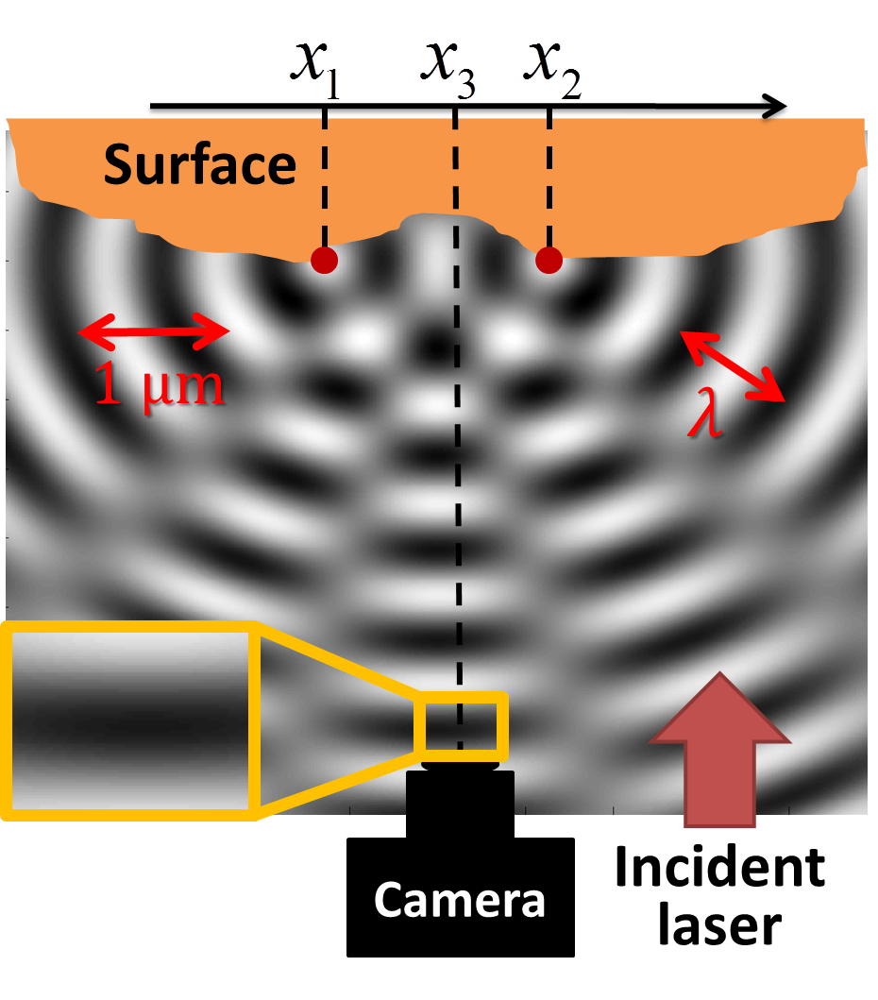 x₁ x₃ x₂
Surface
1 μm
λ
Camera
Incident
laser